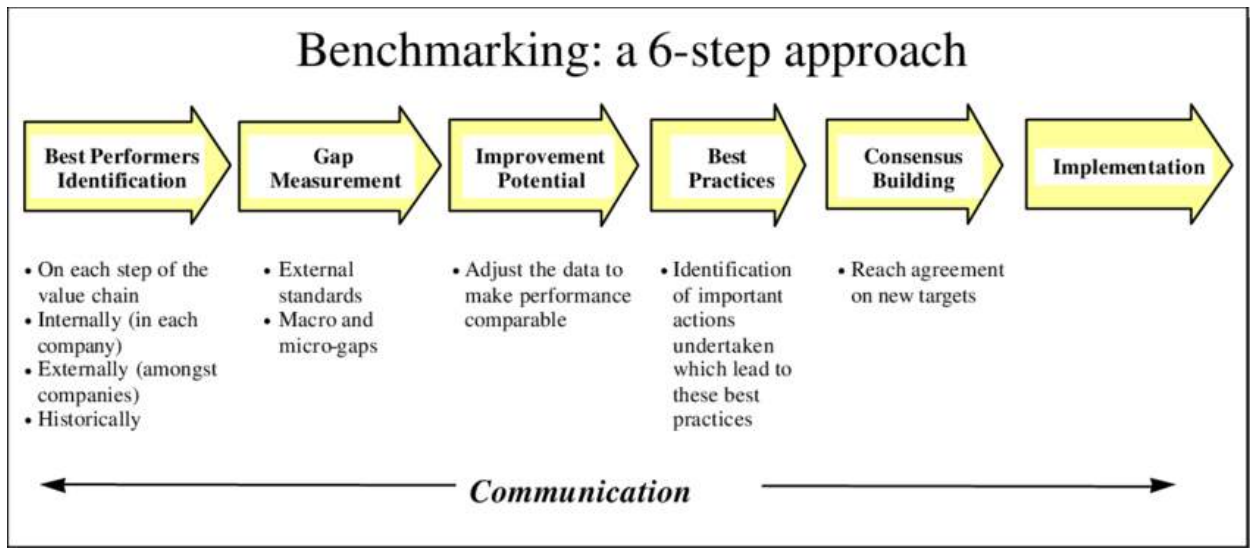 Benchmarking: a 6-step approach
Best Performers
Identification
Gap
Measurement
Improvement
Potential
Best
Practices
Consensus
Building
Implementation
• On each step of the
value chain
• Internally (in each
company)
• Externally (amongst
companies)
• Historically
• External
standards
• Macro and
micro-gaps
• Adjust the data to
make performance
comparable
• Identification
of important
actions
undertaken
which lead to
these best
practices
• Reach agreement
on new targets
Communication